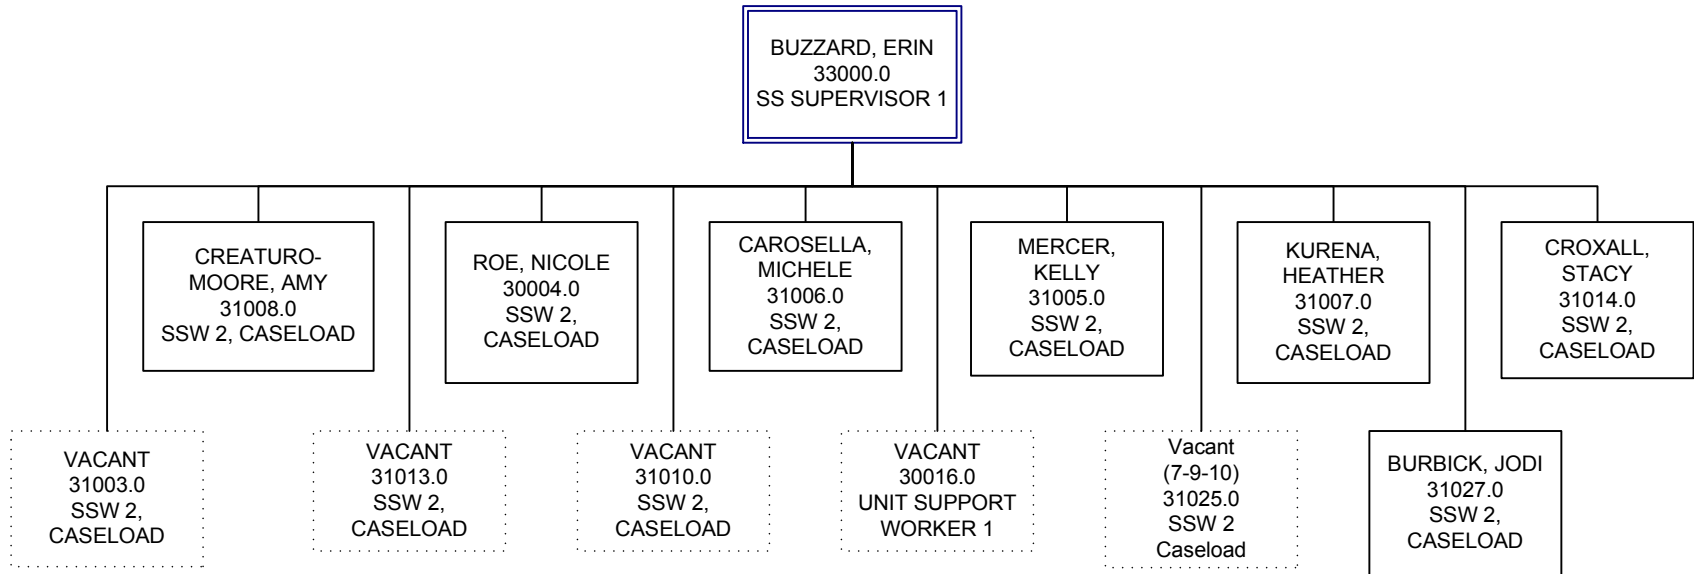 BUZZARD, ERIN
33000.0
SS SUPERVISOR 1
CREATURO-
MOORE, AMY
31008.0
SSW 2, CASELOAD
ROE, NICOLE
30004.0
SSW 2,
CASELOAD
CAROSELLA,
MICHELE
31006.0
SSW 2,
CASELOAD
MERCER,
KELLY
31005.0
SSW 2,
CASELOAD
KURENA,
HEATHER
31007.0
SSW 2,
CASELOAD
CROXALL,
STACY
31014.0
SSW 2,
CASELOAD
VACANT
31003.0
SSW 2,
CASELOAD
VACANT
31013.0
SSW 2,
CASELOAD
VACANT
31010.0
SSW 2,
CASELOAD
VACANT
30016.0
UNIT SUPPORT
WORKER 1
Vacant
(7-9-10)
31025.0
SSW 2
Caseload
BURBICK, JODI
31027.0
SSW 2,
CASELOAD